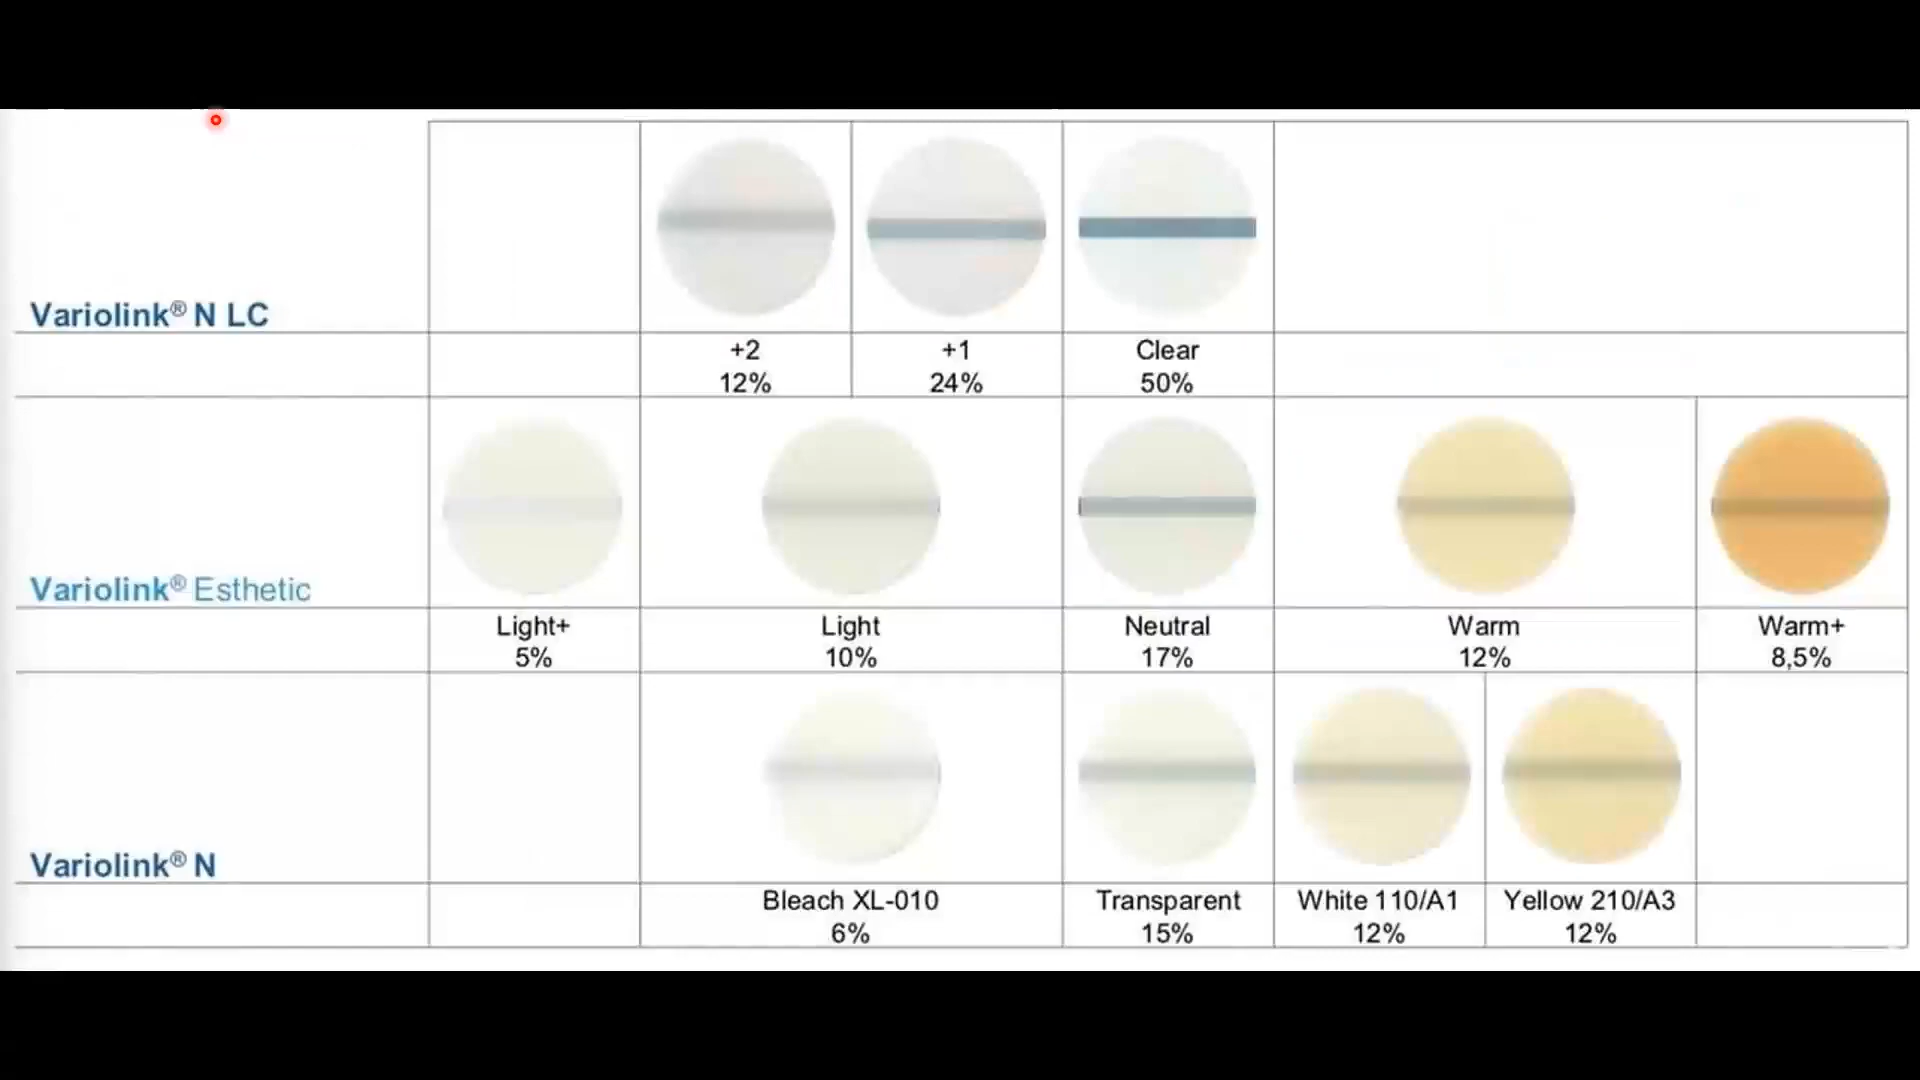 Variolink® N LC
+2
12%
+1
24%
Clear
50%
Variolink® Esthetic
Light+
5%
Light
10%
Neutral
17%
Warm
12%
Warm+
8,5%
Variolink® N
Bleach XL-010
6%
Transparent
15%
White 110/A1
12%
Yellow 210/A3
12%